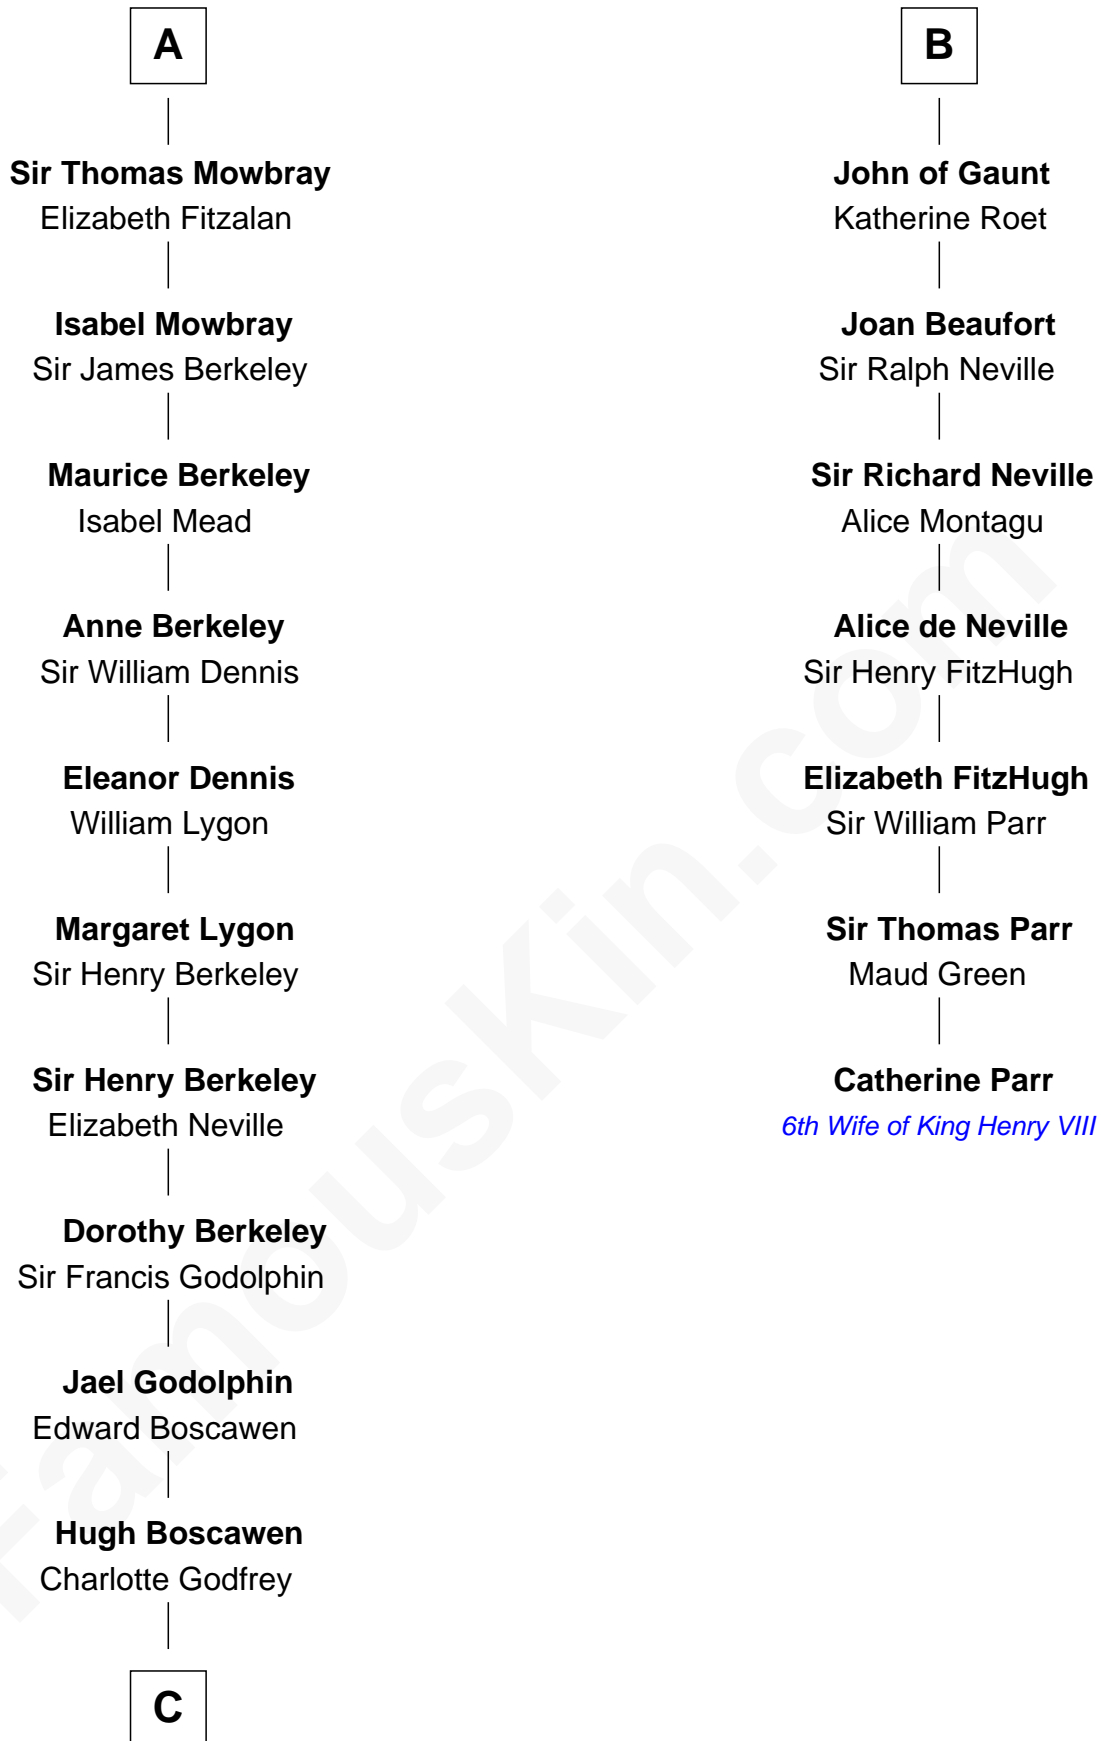 A
Sir Thomas Mowbray
Elizabeth Fitzalan
Isabel Mowbray
Sir James Berkeley
Maurice Berkeley
Isabel Mead
Anne Berkeley
Sir William Dennis
Eleanor Dennis
William Lygon
Margaret Lygon
Sir Henry Berkeley
Sir Henry Berkeley
Elizabeth Neville
Dorothy Berkeley
Sir Francis Godolphin
Jael Godolphin
Edward Boscawen
Hugh Boscawen
Charlotte Godfrey
C
B
John of Gaunt
Katherine Roet
Joan Beaufort
Sir Ralph Neville
Sir Richard Neville
Alice Montagu
Alice de Neville
Sir Henry FitzHugh
Elizabeth FitzHugh
Sir William Parr
Sir Thomas Parr
Maud Green
Catherine Parr
6th Wife of King Henry VIII
FamousKin.com